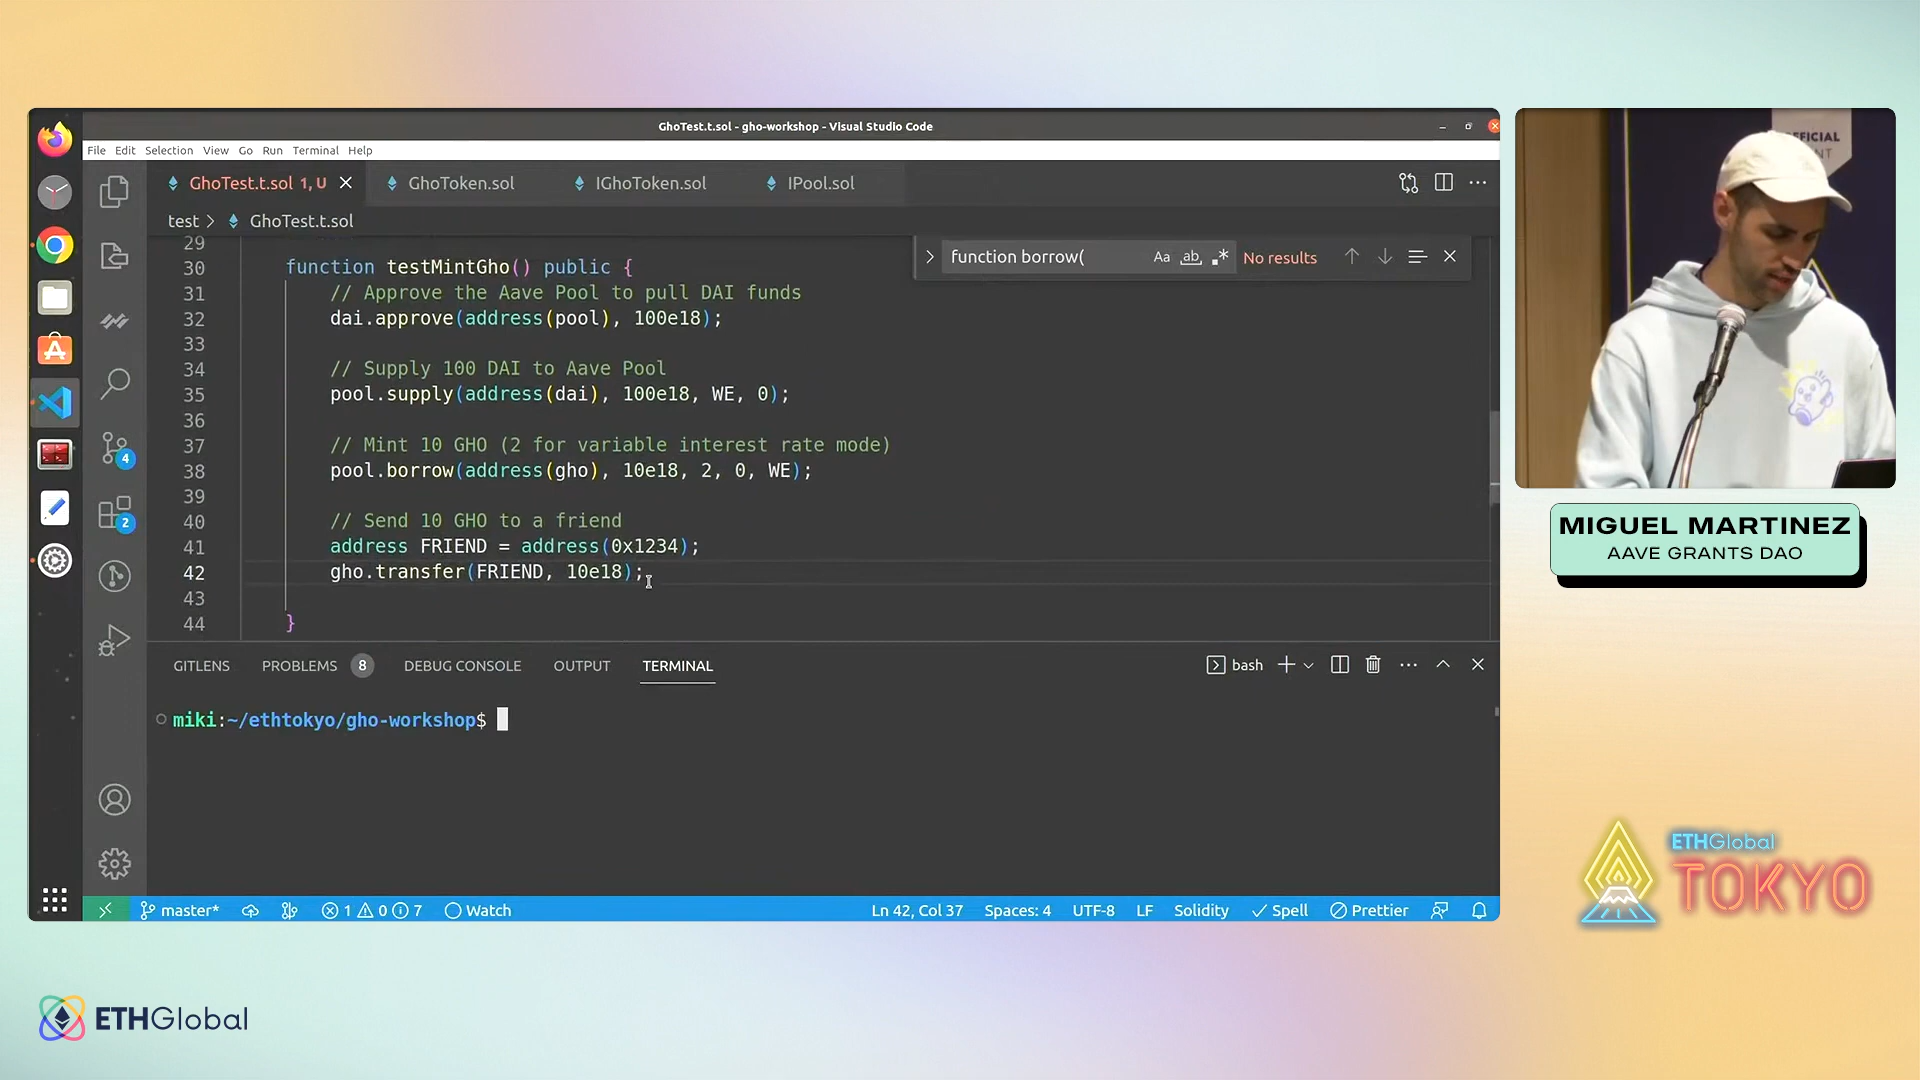 GhoTest.t.sol - gho-workshop - Visual Studio Code
File Edit Selection View Go Run Terminal Help
GhoTest.t.sol 1, U
GhoToken.sol
IGhoToken.sol
IPool.sol
test > GhoTest.t.sol
function borrow(
Aa ab .* No results
29
30 function testMintGho() public {
31 // Approve the Aave Pool to pull DAI funds
32 dai.approve(address(pool), 100e18);
33
34 // Supply 100 DAI to Aave Pool
35 pool.supply(address(dai), 100e18, WE, 0);
36
37 // Mint 10 GHO (2 for variable interest rate mode)
38 pool.borrow(address(gho), 10e18, 2, 0, WE);
39
40 // Send 10 GHO to a friend
41 address FRIEND = address(0x1234);
42 gho.transfer(FRIEND, 10e18);
43
44 }
4
2
GITLENS PROBLEMS 8 DEBUG CONSOLE OUTPUT TERMINAL
bash
miki:~/ethtokyo/gho-workshop$
master* 1 0 7 Watch
Ln 42, Col 37 Spaces: 4 UTF-8 LF Solidity Spell Prettier
MIGUEL MARTINEZ
AAVE GRANTS DAO
ETHGlobal
TOKYO
ETHGlobal